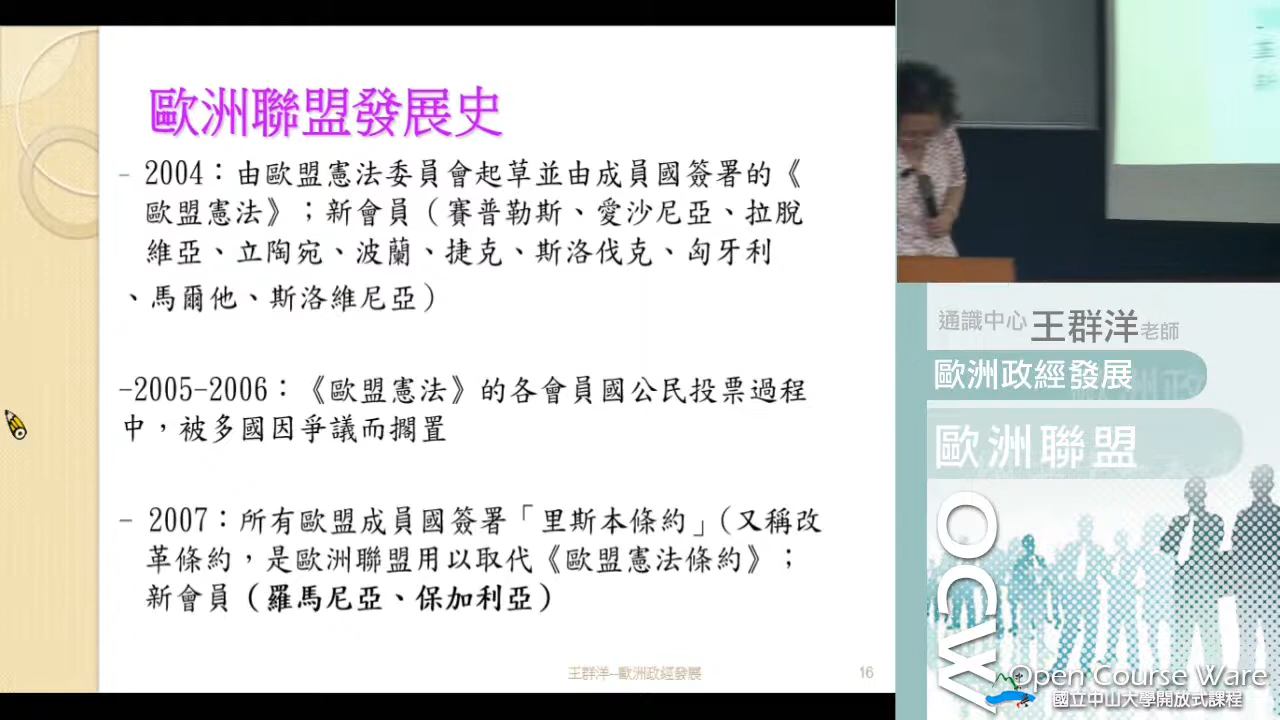 歐洲聯盟發展史
- 2004：由歐盟憲法委員會起草並由成員國簽署的《
歐盟憲法》；新會員（賽普勒斯、愛沙尼亞、拉脫
維亞、立陶宛、波蘭、捷克、斯洛伐克、匈牙利
、馬爾他、斯洛維尼亞）
-2005-2006：《歐盟憲法》的各會員國公民投票過程
中，被多國因爭議而擱置
- 2007：所有歐盟成員國簽署「里斯本條約」(又稱改
革條約，是歐洲聯盟用以取代《歐盟憲法條約》；
新會員（羅馬尼亞、保加利亞）
王群洋--歐洲政經發展
16
通識中心 王群洋 老師
歐洲政經發展
歐洲聯盟
OCW
Open Course Ware
國立中山大學開放式課程